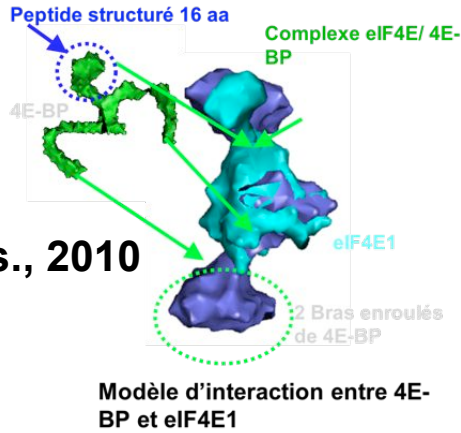 Peptide structuré 16 aa
Complexe eIF4E/ 4E-
BP
4E-BP
eIF4E1
s., 2010
2 Bras enroulés
de 4E-BP
Modèle d’interaction entre 4E-
BP et eIF4E1